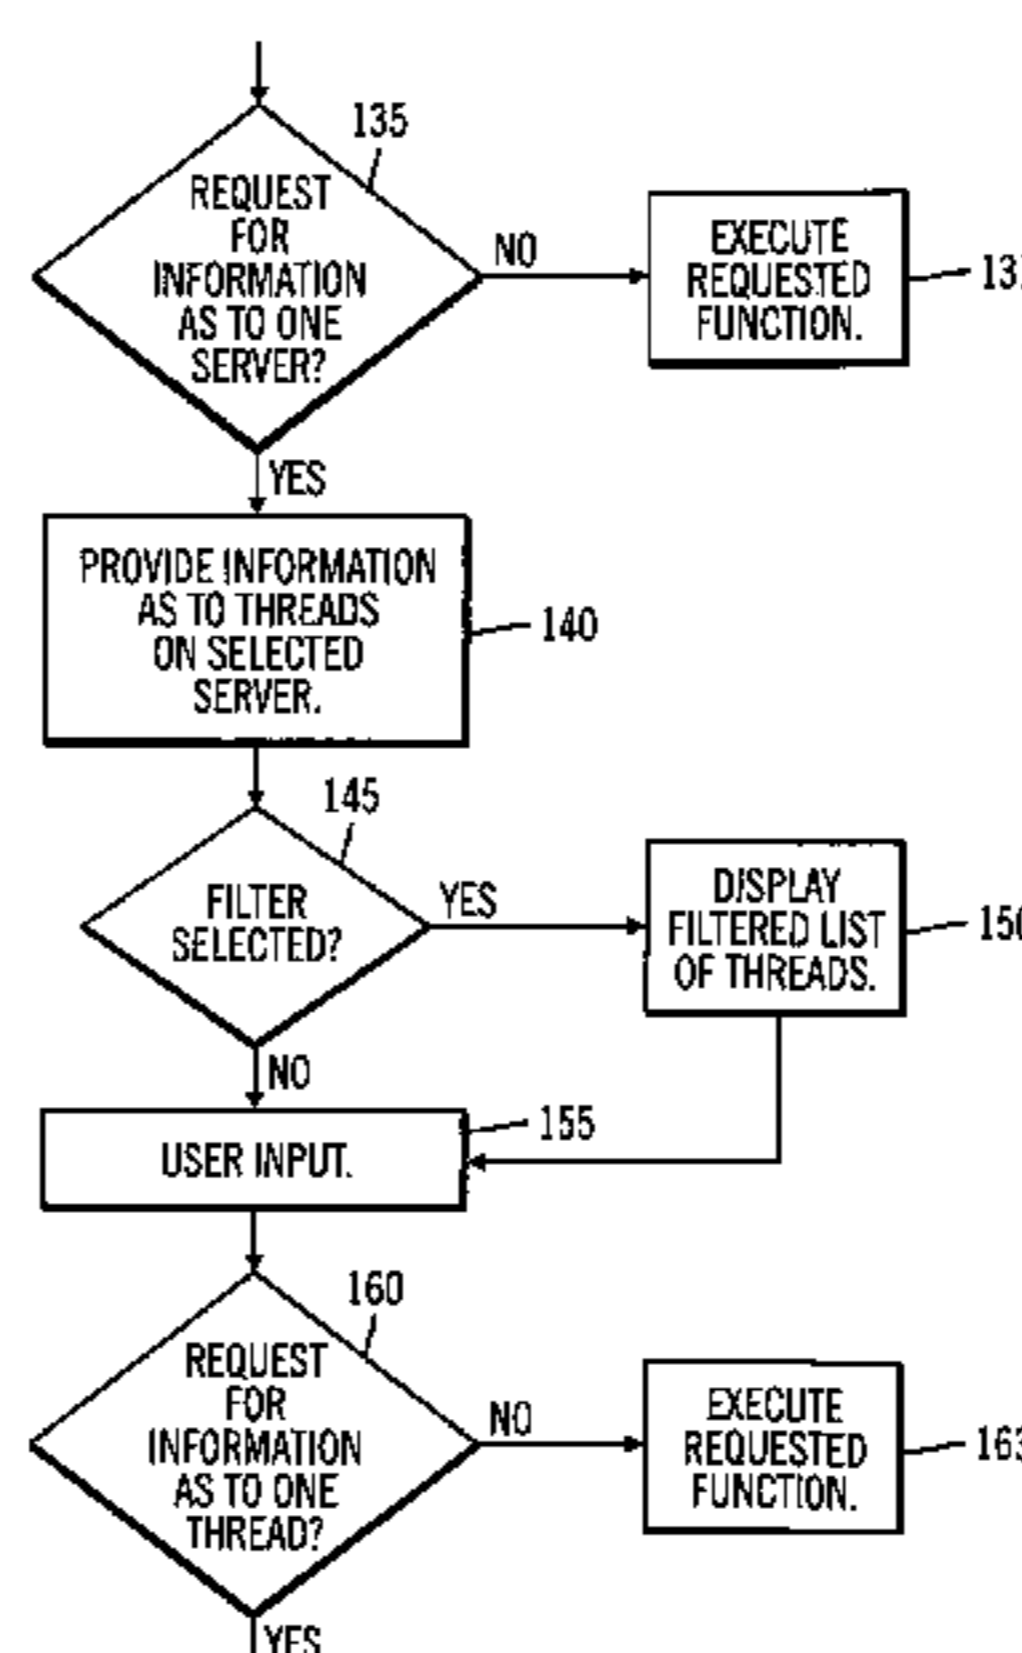 135
REQUEST
FOR
INFORMATION
AS TO ONE
SERVER?
NO
EXECUTE
REQUESTED
FUNCTION.
YES
PROVIDE INFORMATION
AS TO THREADS
ON SELECTED
SERVER.
140
145
FILTER
SELECTED?
YES
DISPLAY
FILTERED LIST
OF THREADS.
NO
155
USER INPUT.
160
REQUEST
FOR
INFORMATION
AS TO ONE
THREAD?
NO
EXECUTE
REQUESTED
FUNCTION.
163
YES